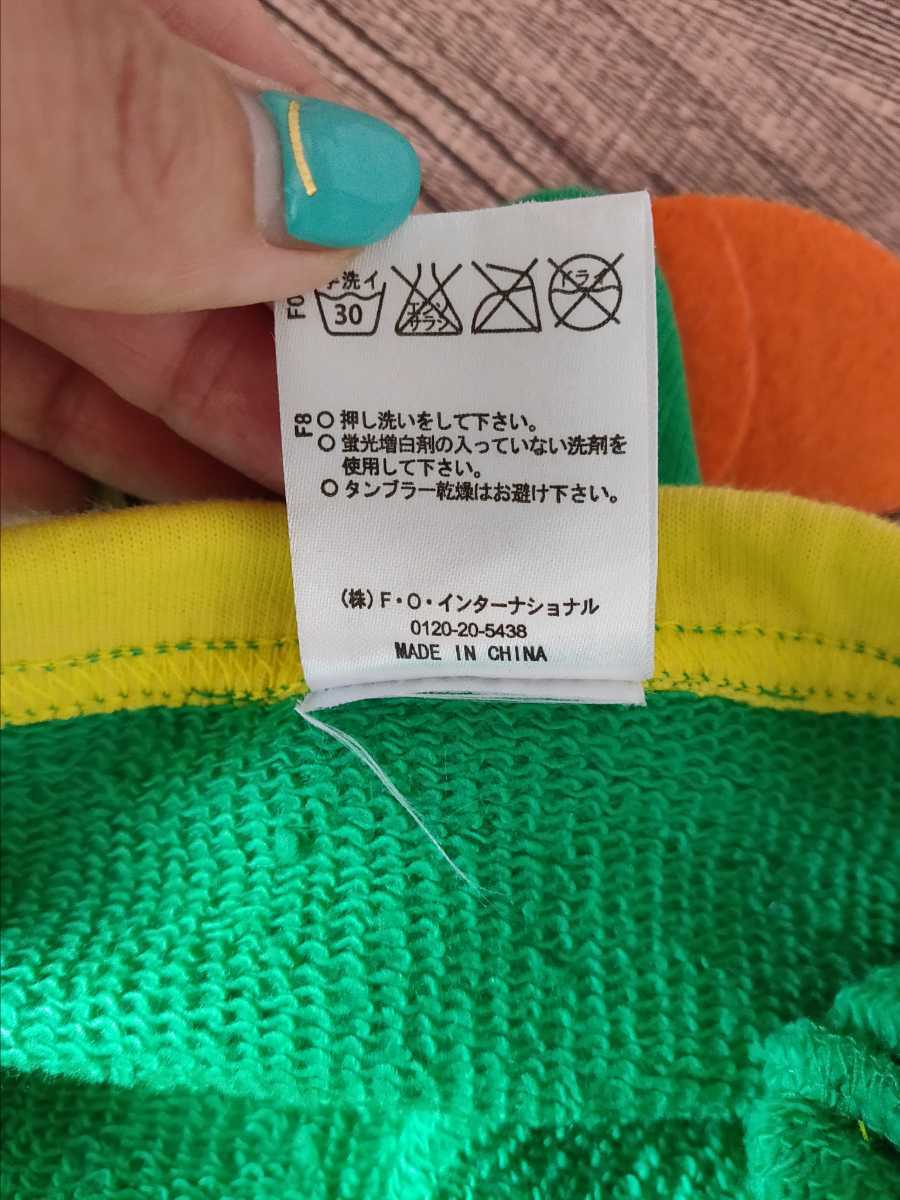 手洗イ
30
エンソ
サラシ
ドライ
F0
F8
○ 押し洗いをして下さい。
○ 蛍光増白剤の入っていない洗剤を
使用して下さい。
○ タンブラー乾燥はお避け下さい。
(株)F・O・インターナショナル
0120-20-5438
MADE IN CHINA